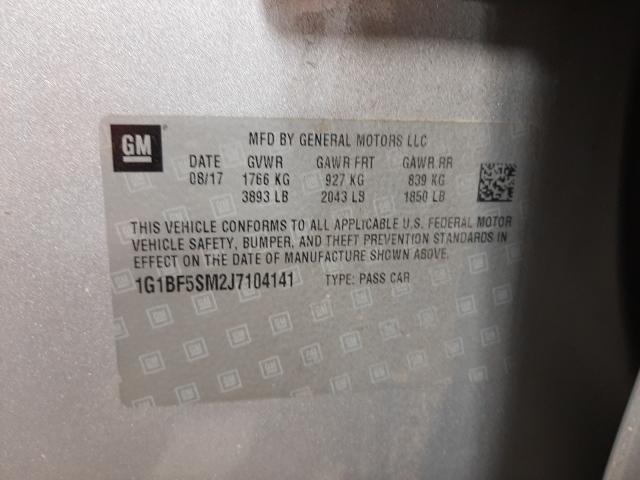 GM
MFD BY GENERAL MOTORS LLC
DATE GVWR GAWR FRT GAWR RR
08/17 1766 KG 927 KG 839 KG
3893 LB 2043 LB 1850 LB
THIS VEHICLE CONFORMS TO ALL APPLICABLE U.S. FEDERAL MOTOR
VEHICLE SAFETY, BUMPER, AND THEFT PREVENTION STANDARDS IN
EFFECT ON THE DATE OF MANUFACTURE SHOWN ABOVE.
1G1BF5SM2J7104141 TYPE: PASS CAR